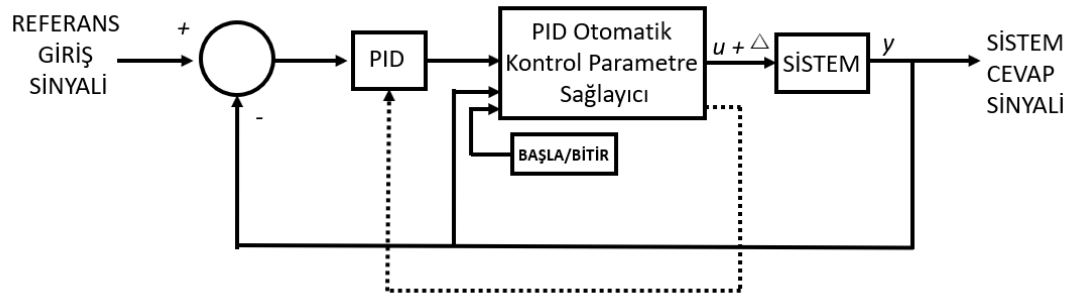 REFERANS
GİRİŞ
SİNYALİ
+
-
PID
PID Otomatik
Kontrol Parametre
Sağlayıcı
BAŞLA/BİTİR
u + △
SİSTEM
y
SİSTEM
CEVAP
SİNYALİ